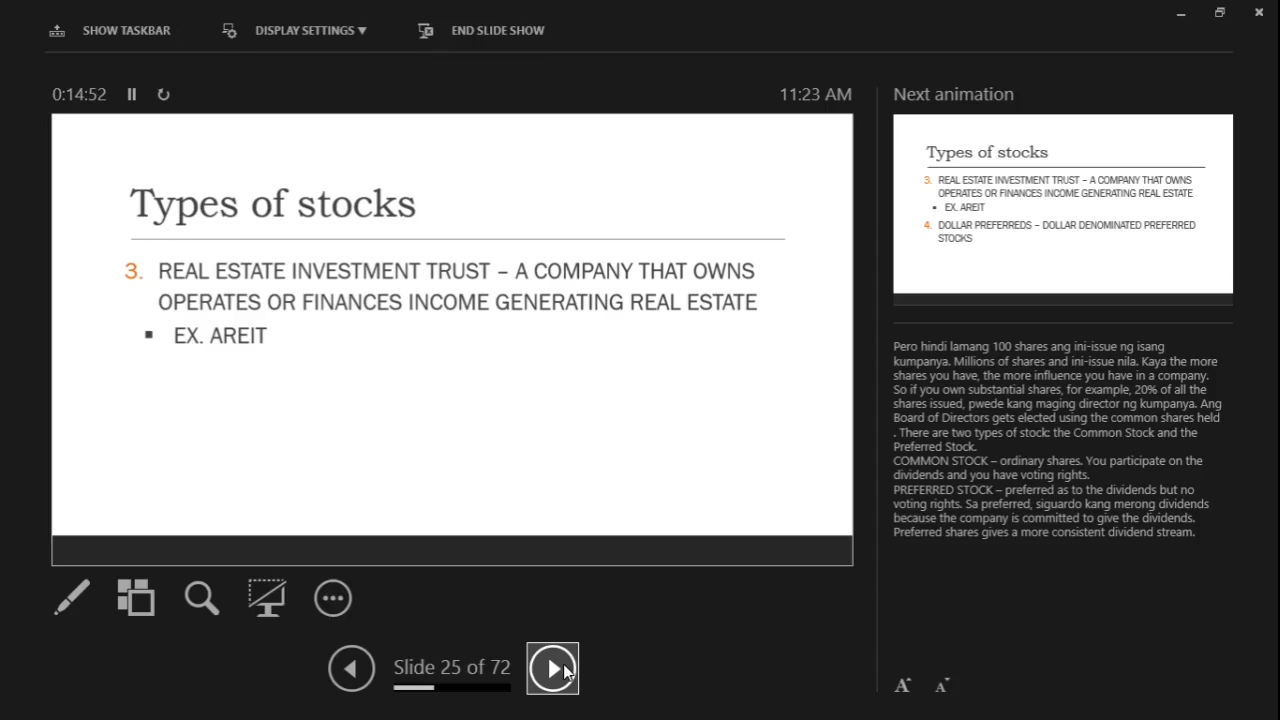 SHOW TASKBAR
DISPLAY SETTINGS ▼
END SLIDE SHOW
0:14:52
11:23 AM
Types of stocks
3. REAL ESTATE INVESTMENT TRUST – A COMPANY THAT OWNS
OPERATES OR FINANCES INCOME GENERATING REAL ESTATE
▪ EX. AREIT
Slide 25 of 72
Next animation
Types of stocks
3. REAL ESTATE INVESTMENT TRUST – A COMPANY THAT OWNS
OPERATES OR FINANCES INCOME GENERATING REAL ESTATE
▪ EX. AREIT
4. DOLLAR PREFERREDS – DOLLAR DENOMINATED PREFERRED
STOCKS
Pero hindi lamang 100 shares ang ini-issue ng isang
kumpanya. Millions of shares and ini-issue nila. Kaya the more
shares you have, the more influence you have in a company.
So if you own substantial shares, for example, 20% of all the
shares issued, pwede kang maging director ng kumpanya. Ang
Board of Directors gets elected using the common shares held
. There are two types of stock: the Common Stock and the
Preferred Stock.
COMMON STOCK – ordinary shares. You participate on the
dividends and you have voting rights.
PREFERRED STOCK – preferred as to the dividends but no
voting rights. Sa preferred, siguardo kang merong dividends
because the company is committed to give the dividends.
Preferred shares gives a more consistent dividend stream.
A A